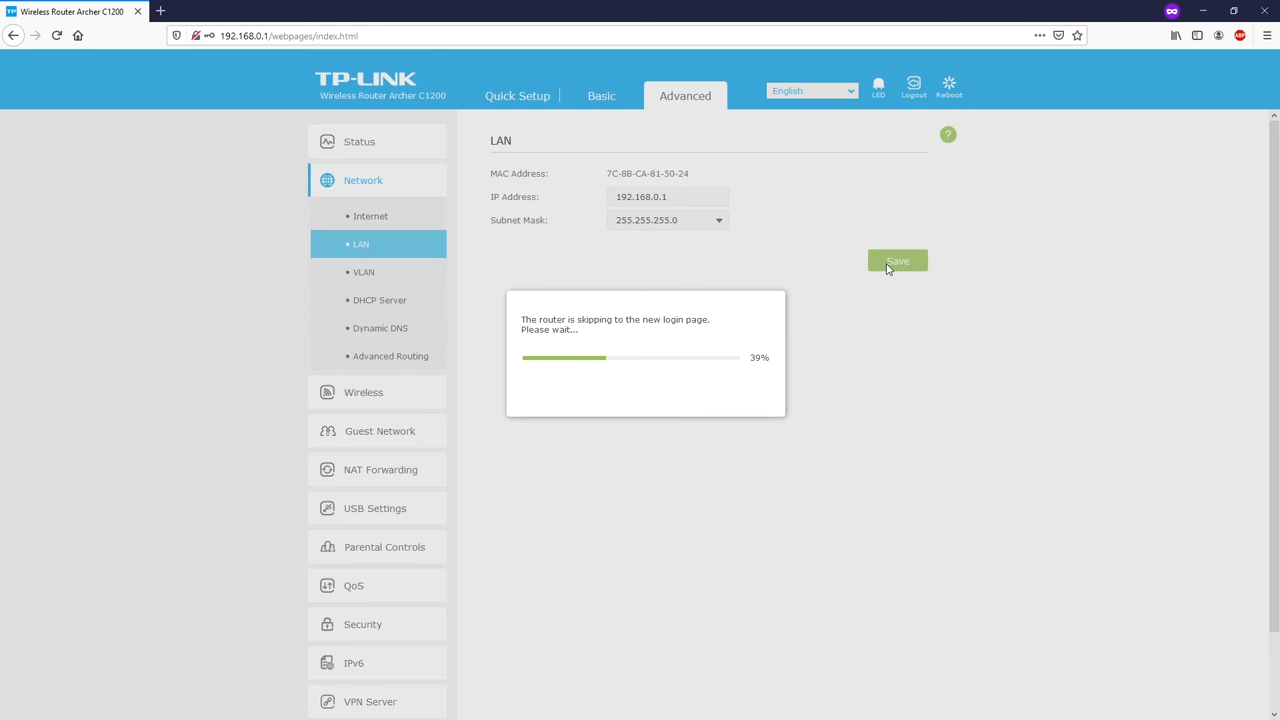 Wireless Router Archer C1200
192.168.0.1/webpages/index.html
TP-LINK
Wireless Router Archer C1200
Quick Setup
Basic
Advanced
English
LED
Logout
Reboot
Status
Network
Internet
LAN
VLAN
DHCP Server
Dynamic DNS
Advanced Routing
Wireless
Guest Network
NAT Forwarding
USB Settings
Parental Controls
QoS
Security
IPv6
VPN Server
LAN
?
MAC Address: 7C-8B-CA-81-50-24
IP Address: 192.168.0.1
Subnet Mask: 255.255.255.0
Save
The router is skipping to the new login page.
Please wait...
39%